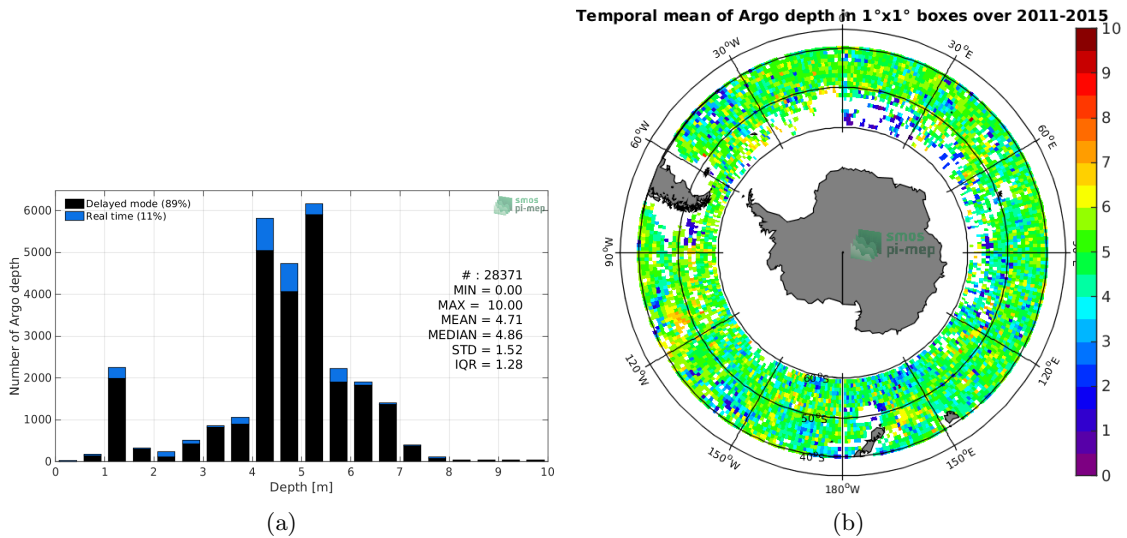 Delayed mode (89%)
Real time (11%)
smos
pi-mep
# : 28371
MIN = 0.00
MAX = 10.00
MEAN = 4.71
MEDIAN = 4.86
STD = 1.52
IQR = 1.28
Number of Argo depth
6000
5000
4000
3000
2000
1000
0
0 1 2 3 4 5 6 7 8 9 10
Depth [m]
(a)
Temporal mean of Argo depth in 1°x1° boxes over 2011-2015
0°
30°W
30°E
60°W
60°E
90°W
120°W
120°E
150°W
150°E
180°W
60°S
50°S
40°S
smos
pi-mep
10
9
8
7
6
5
4
3
2
1
0
(b)